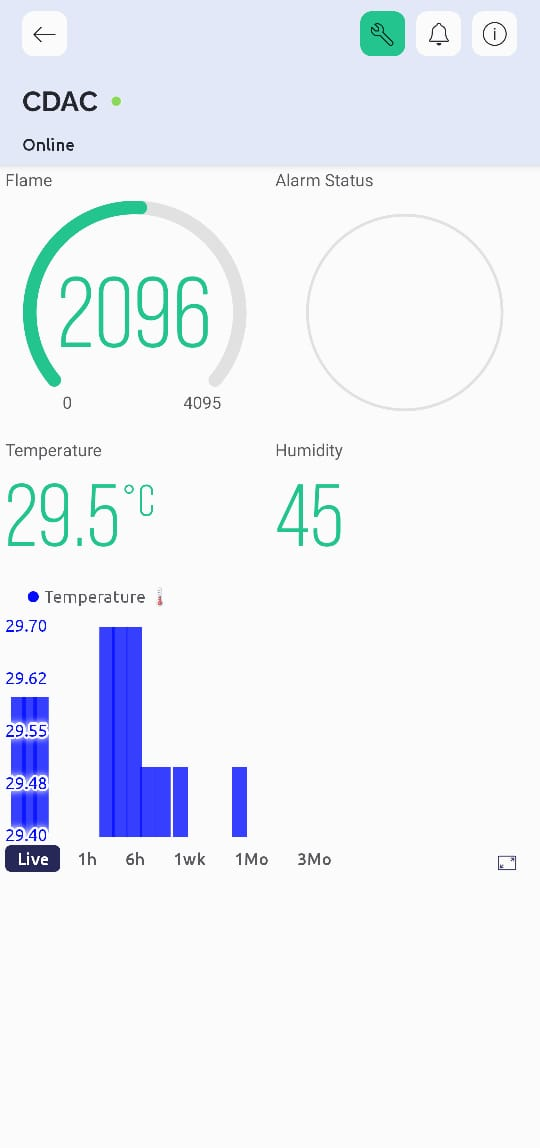 CDAC
Online
Flame
Alarm Status
2096
0
4095
Temperature
Humidity
29.5°C
45
Temperature 🌡️
29.70
29.62
29.55
29.48
29.40
Live 1h 6h 1wk 1Mo 3Mo